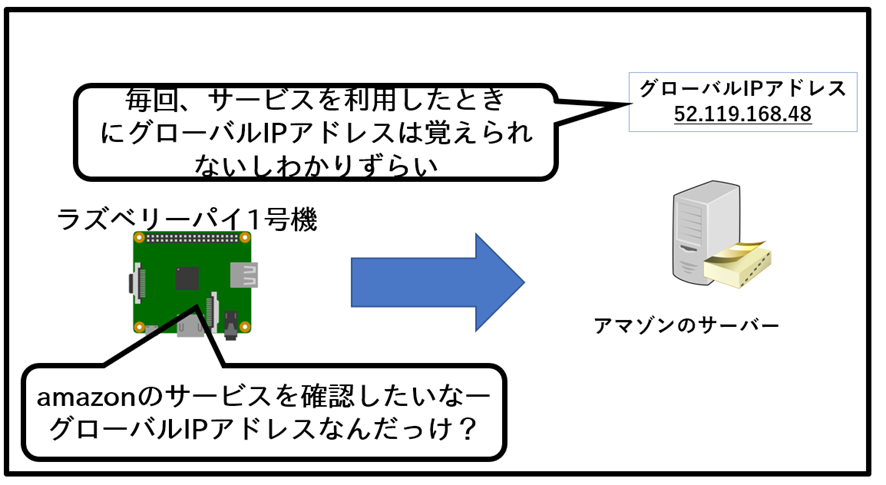 毎回、サービスを利用したとき
にグローバルIPアドレスは覚えられ
ないしわかりずらい
グローバルIPアドレス
52.119.168.48
ラズベリーパイ1号機
アマゾンのサーバー
amazonのサービスを確認したいなー
グローバルIPアドレスなんだっけ？